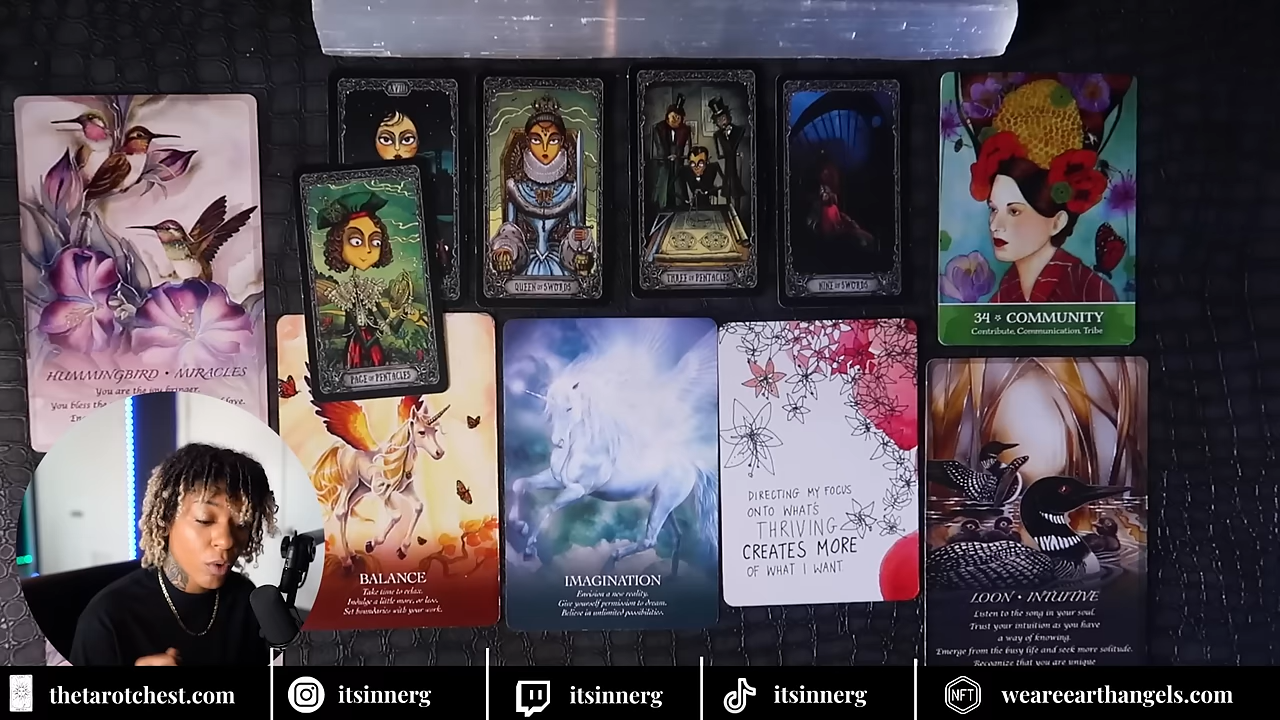 XVIII
QUEEN OF SWORDS
THREE OF PENTACLES
NINE OF SWORDS
34 COMMUNITY
Contribute, Communication, Tribe
HUMMINGBIRD • MIRACLES
You are the joy bringer.
You bless the
love.
PAGE OF PENTACLES
BALANCE
Take time to relax.
Indulge a little more, or less.
Set boundaries with your work.
IMAGINATION
Envision a new reality.
Give yourself permission to dream.
Believe in unlimited possibilities.
DIRECTING MY FOCUS
ONTO WHAT'S
THRIVING
CREATES MORE
OF WHAT I WANT
LOON • INTUITIVE
Listen to the song in your soul.
Trust your intuition as you have
a way of knowing.
Emerge from the busy life and seek more solitude.
Recognize that you are unique
thetarotchest.com
itsinnerg
itsinnerg
itsinnerg
NFT
weareearthangels.com